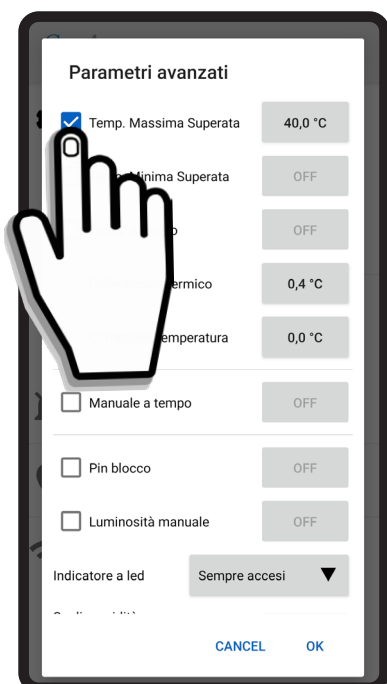 Parametri avanzati
Temp. Massima Superata 40,0 °C
Minima Superata OFF
OFF
ermico 0,4 °C
emperatura 0,0 °C
Manuale a tempo OFF
Pin blocco OFF
Luminosità manuale OFF
Indicatore a led Sempre accesi
CANCEL OK